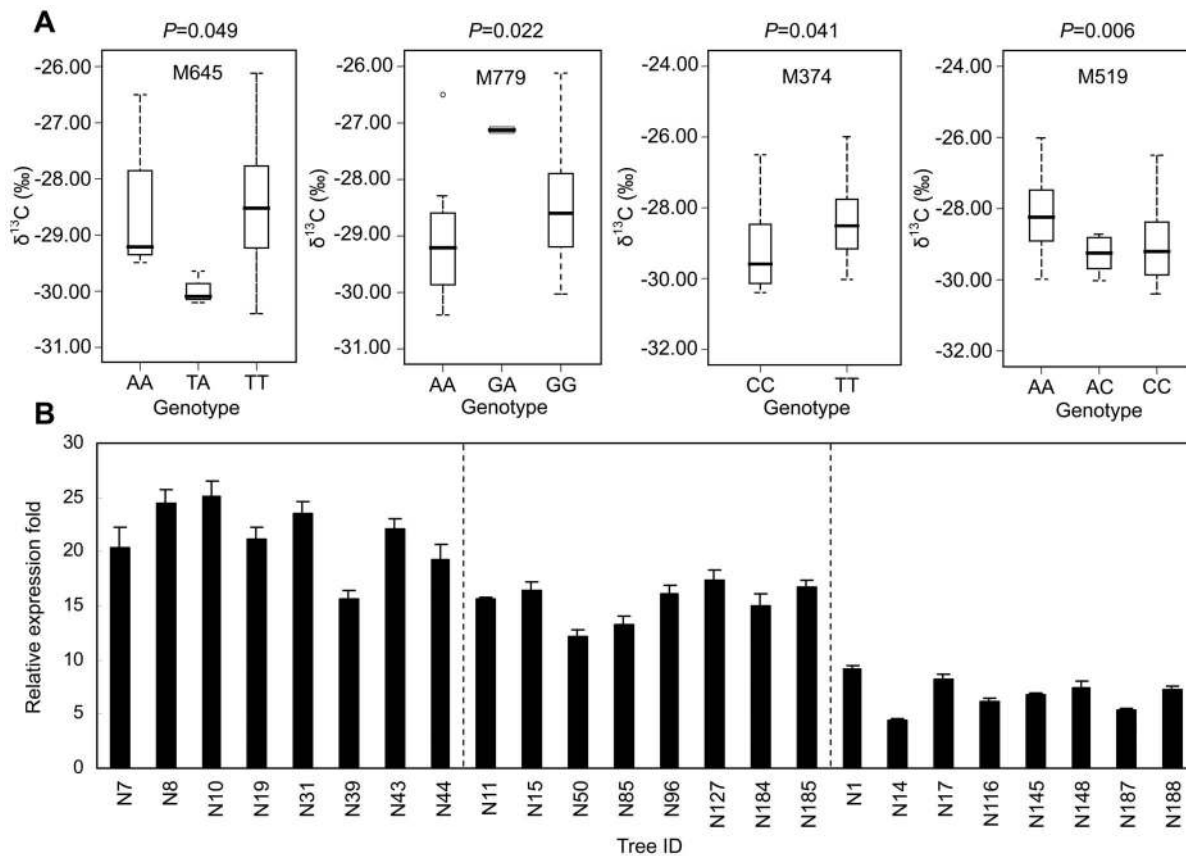 A
P=0.049
P=0.022
P=0.041
P=0.006
M645
M779
M374
M519
δ¹³C (‰)
-26.00
-27.00
-28.00
-29.00
-30.00
-31.00
AA TA TT
Genotype
δ¹³C (‰)
-26.00
-27.00
-28.00
-29.00
-30.00
-31.00
AA GA GG
Genotype
δ¹³C (‰)
-24.00
-26.00
-28.00
-30.00
-32.00
CC TT
Genotype
δ¹³C (‰)
-24.00
-26.00
-28.00
-30.00
-32.00
AA AC CC
Genotype
B
Relative expression fold
30
25
20
15
10
5
0
N7 N8 N10 N19 N31 N39 N43 N44 N11 N15 N50 N85 N96 N127 N184 N185 N1 N14 N17 N116 N145 N148 N187 N188
Tree ID